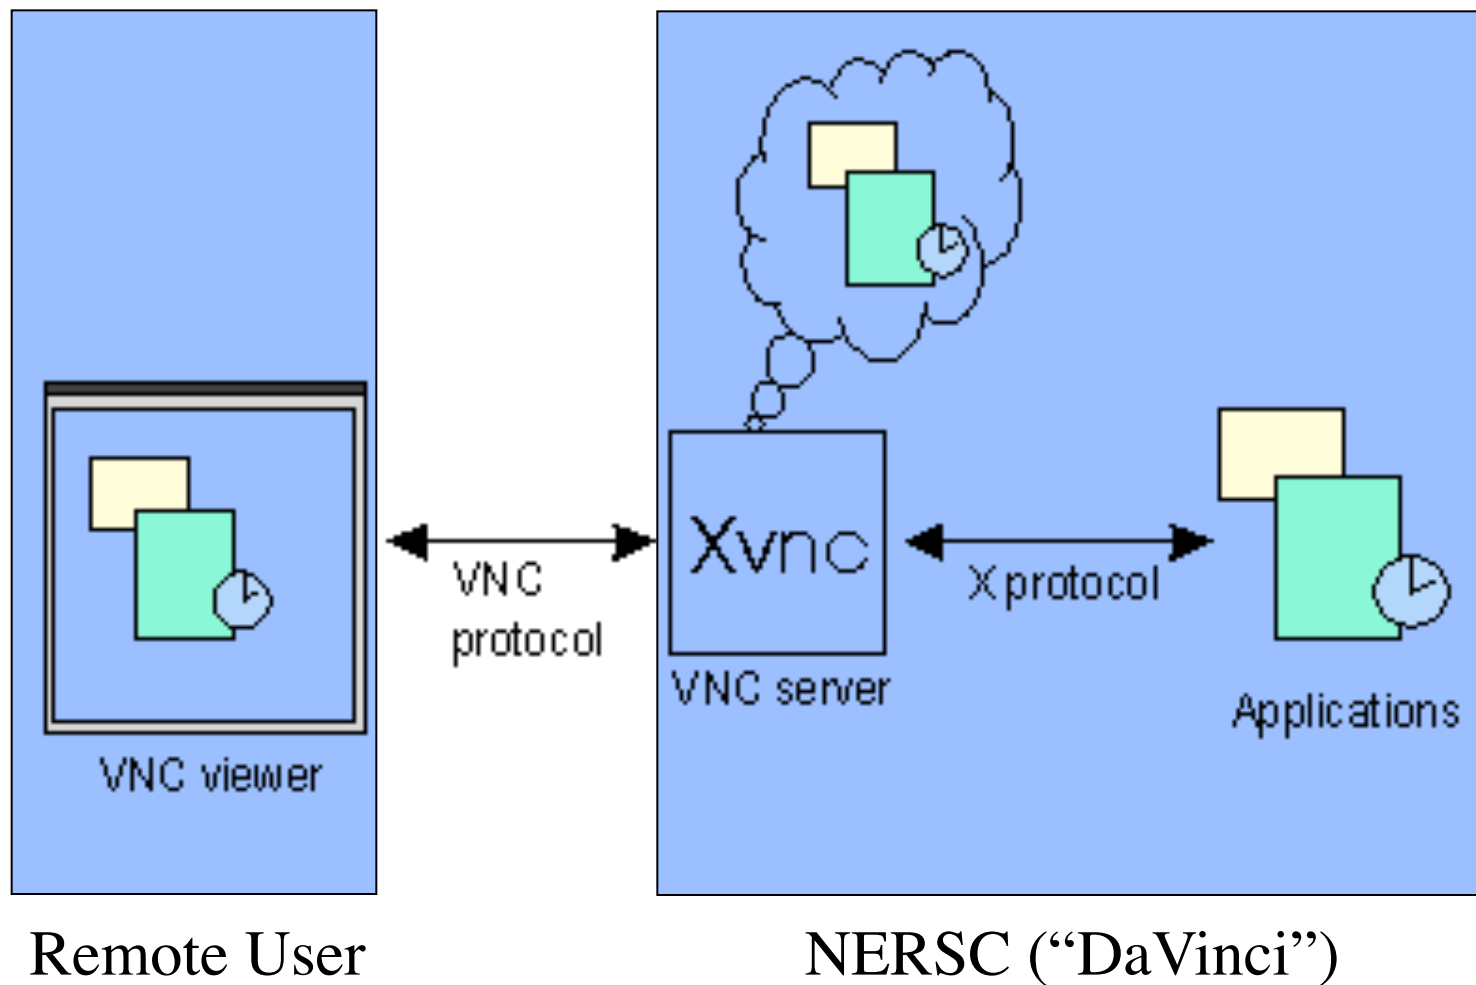 Xvnc
VNC
protocol
X protocol
VNC server
Applications
VNC viewer
Remote User
NERSC (“DaVinci”)